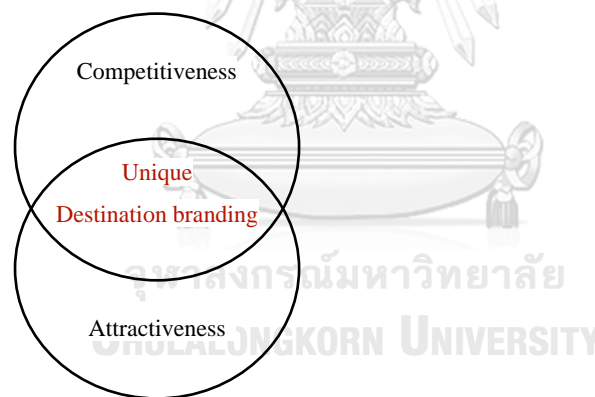 Competitiveness
Unique
Destination branding
จุฬาลงกรณ์มหาวิทยาลัย
Attractiveness
CHULALONGKORN UNIVERSITY